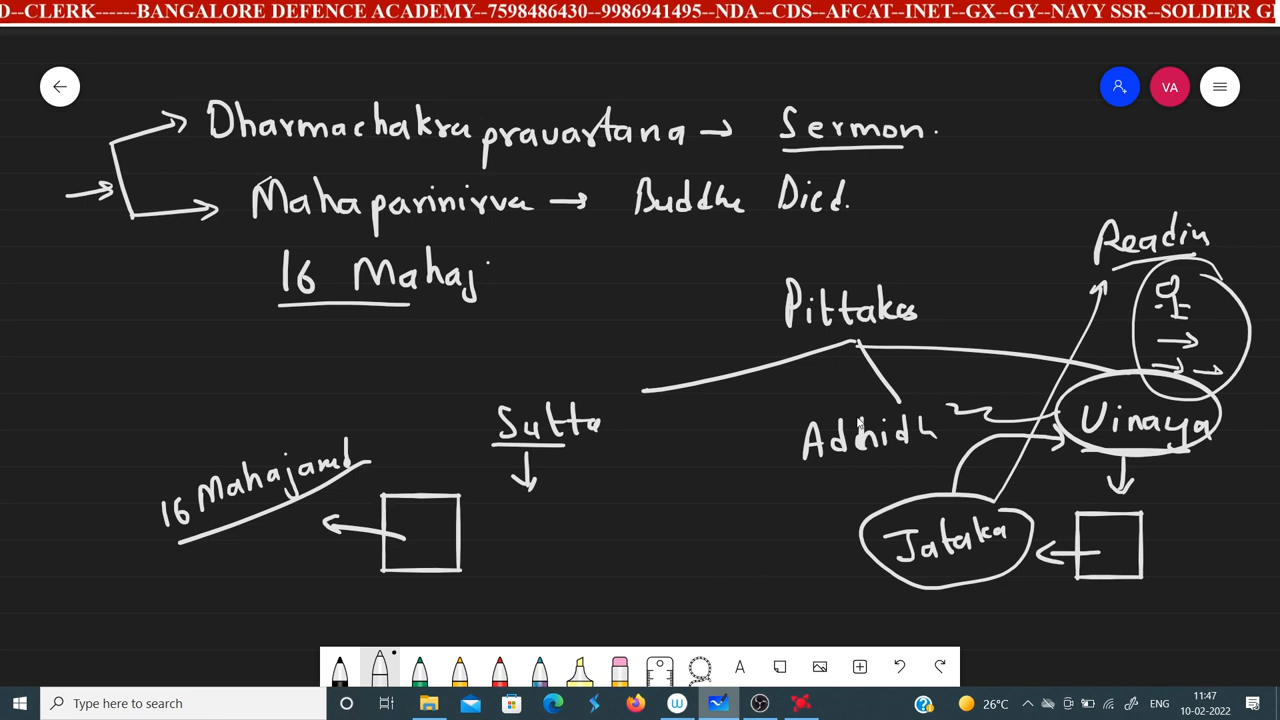 D--CLERK------BANGALORE DEFENCE ACADEMY--7598486430--9986941495--NDA--CDS--AFCAT--INET--GX--GY--NAVY SSR--SOLDIER GE
VA
Dharmachakra pravartana → Sermon.
Mahaparinirva → Buddha Died.
16 Mahaj
Readin
Pittakas
Sutta
Adhidh
Vinaya
16 Mahajanad
Jataka
A
Type here to search
W
26°C
ENG
11:47
10-02-2022